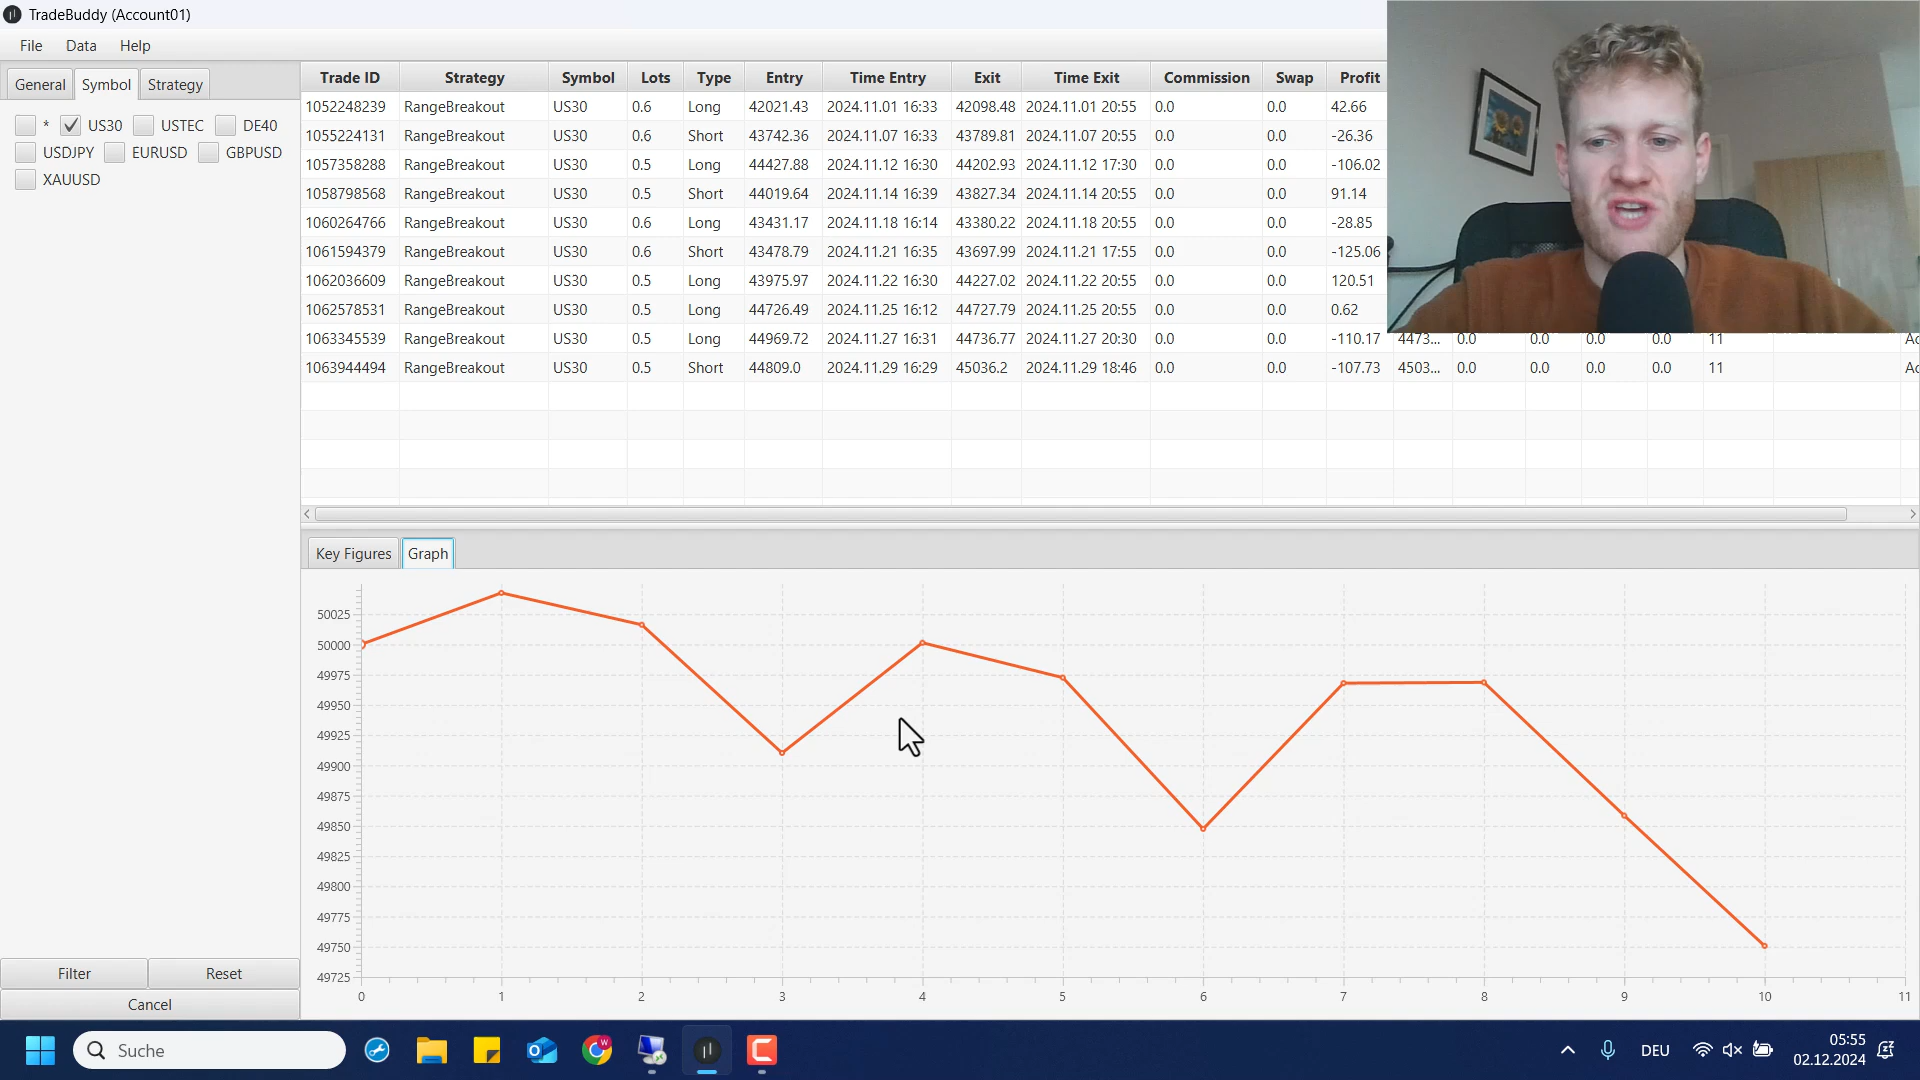 TradeBuddy (Account01)
File Data Help
General Symbol Strategy
* US30 USTEC DE40
USDJPY EURUSD GBPUSD
XAUUSD
Trade ID Strategy Symbol Lots Type Entry Time Entry Exit Time Exit Commission Swap Profit
1052248239 RangeBreakout US30 0.6 Long 42021.43 2024.11.01 16:33 42098.48 2024.11.01 20:55 0.0 0.0 42.66
1055224131 RangeBreakout US30 0.6 Short 43742.36 2024.11.07 16:33 43789.81 2024.11.07 20:55 0.0 0.0 -26.36
1057358288 RangeBreakout US30 0.5 Long 44427.88 2024.11.12 16:30 44202.93 2024.11.12 17:30 0.0 0.0 -106.02
1058798568 RangeBreakout US30 0.5 Short 44019.64 2024.11.14 16:39 43827.34 2024.11.14 20:55 0.0 0.0 91.14
1060264766 RangeBreakout US30 0.6 Long 43431.17 2024.11.18 16:14 43380.22 2024.11.18 20:55 0.0 0.0 -28.85
1061594379 RangeBreakout US30 0.6 Short 43478.79 2024.11.21 16:35 43697.99 2024.11.21 17:55 0.0 0.0 -125.06
1062036609 RangeBreakout US30 0.5 Long 43975.97 2024.11.22 16:30 44227.02 2024.11.22 20:55 0.0 0.0 120.51
1062578531 RangeBreakout US30 0.5 Long 44726.49 2024.11.25 16:12 44727.79 2024.11.25 20:55 0.0 0.0 0.62
1063345539 RangeBreakout US30 0.5 Long 44969.72 2024.11.27 16:31 44736.77 2024.11.27 20:30 0.0 0.0 -110.17 4473... 0.0 0.0 0.0 0.0 11 Ac
1063944494 RangeBreakout US30 0.5 Short 44809.0 2024.11.29 16:29 45036.2 2024.11.29 18:46 0.0 0.0 -107.73 4503... 0.0 0.0 0.0 0.0 11 Ac
Key Figures Graph
50025
50000
49975
49950
49925
49900
49875
49850
49825
49800
49775
49750
49725
0 1 2 3 4 5 6 7 8 9 10 11
Filter Reset
Cancel
Suche
DEU
05:55
02.12.2024